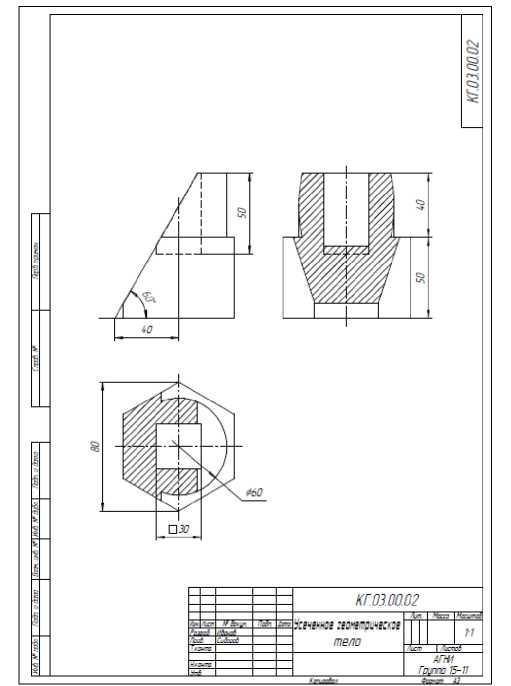 КГ.03.00.02
50
60°
40
40
50
80
⌀60
□30
Перв. примен.
Справ. №
Подп. и дата
Инв. № дубл.
Взам. инв. №
Подп. и дата
Инв. № подл.
КГ.03.00.02
Усеченное геометрическое
тело
Лит. Масса Масштаб
1:1
Изм. Лист № докум. Подп. Дата
Разраб. Иванов
Пров. Сидоров
Т.контр.
Лист Листов
Н.контр.
Утв.
АГНИ
Группа 15-11
Копировал Формат А3